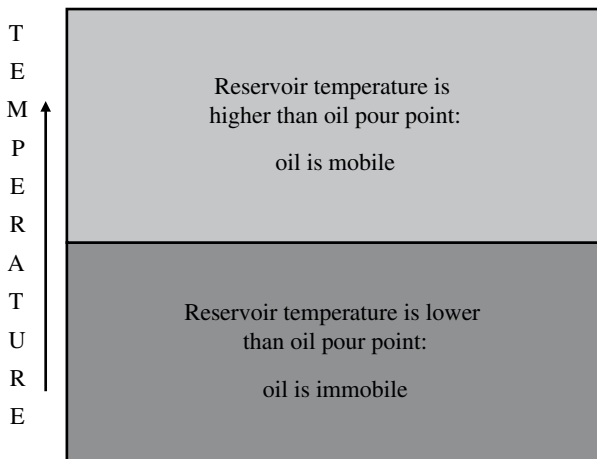 TEMPERATURE
Reservoir temperature is
higher than oil pour point:
oil is mobile
Reservoir temperature is lower
than oil pour point:
oil is immobile